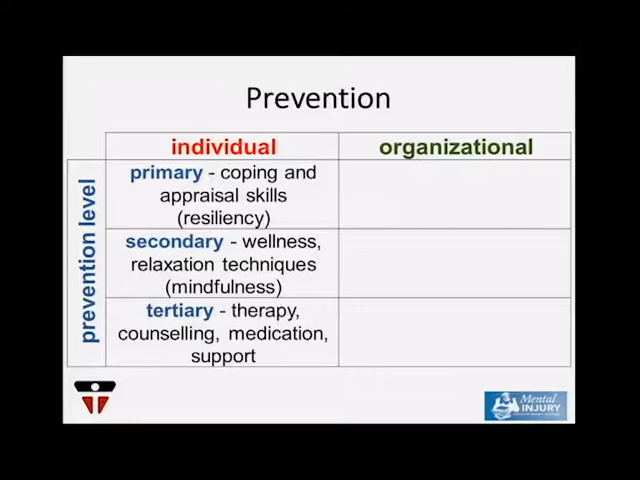 Prevention
individual
organizational
prevention level
primary - coping and
appraisal skills
(resiliency)
secondary - wellness,
relaxation techniques
(mindfulness)
tertiary - therapy,
counselling, medication,
support
Mental
INJURY